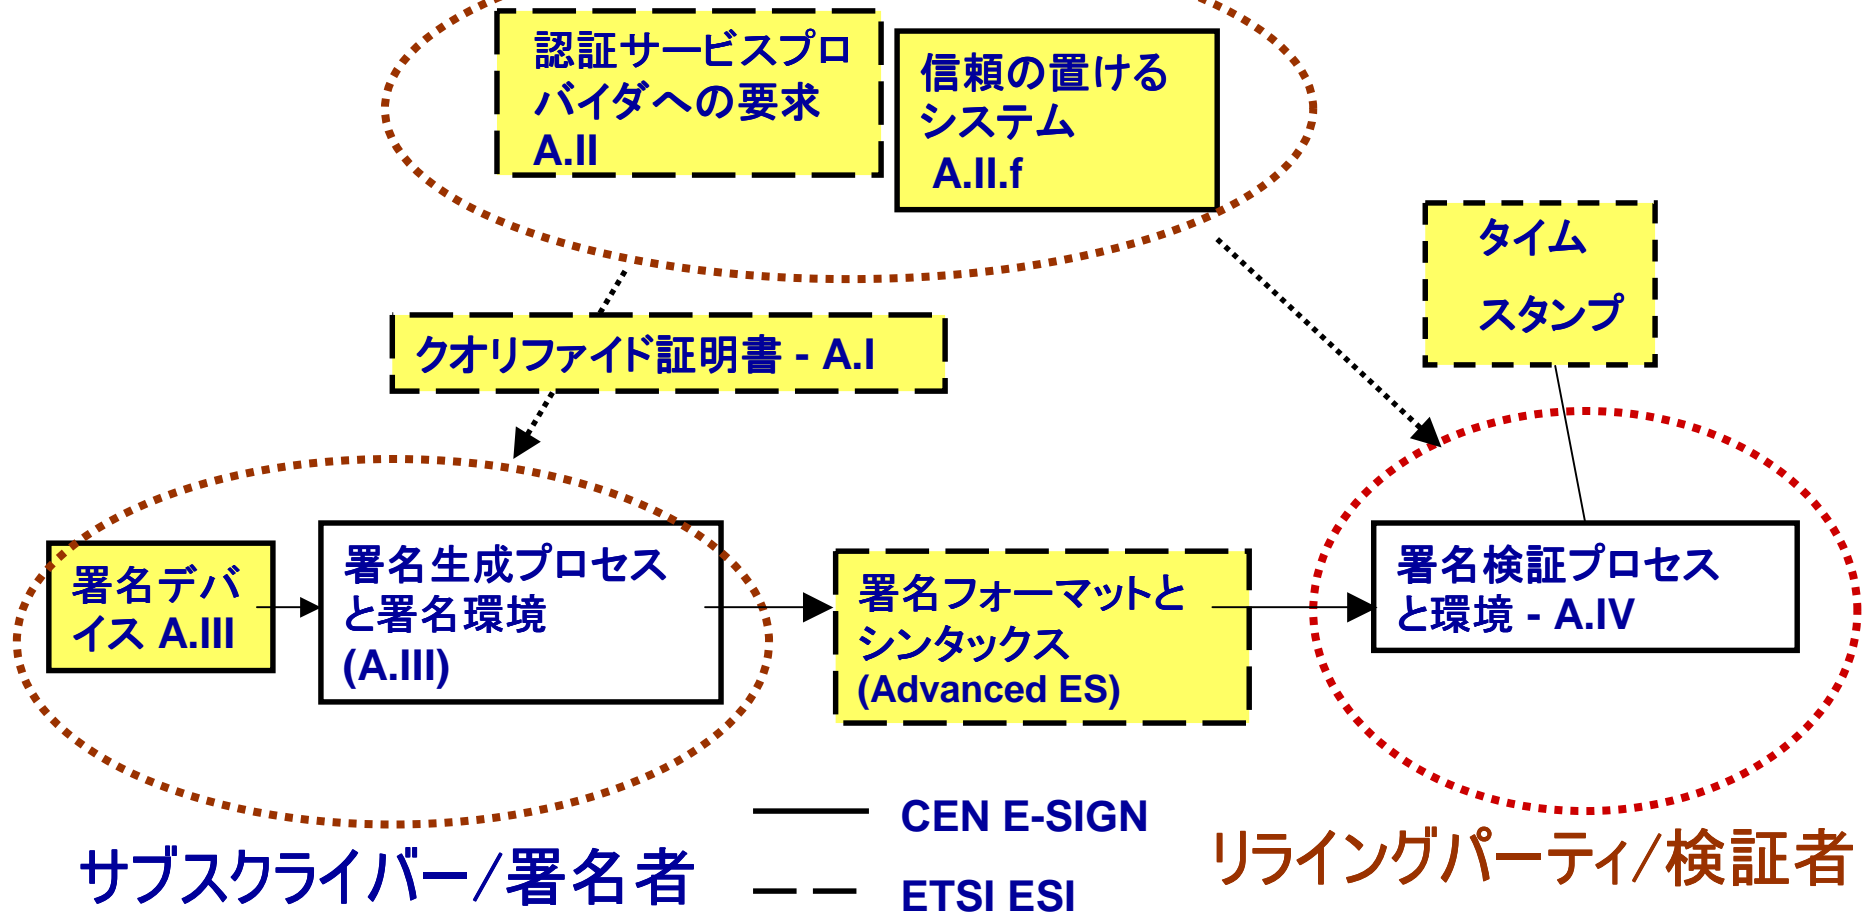 認証サービスプロ
バイダへの要求
A.II
信頼の置ける
システム
A.II.f
タイム
スタンプ
クオリファイド証明書 - A.I
署名デバ
イス A.III
署名生成プロセス
と署名環境
(A.III)
署名フォーマットと
シンタックス
(Advanced ES)
署名検証プロセス
と環境 - A.IV
サブスクライバー/署名者
CEN E-SIGN
ETSI ESI
リライングパーティ/検証者